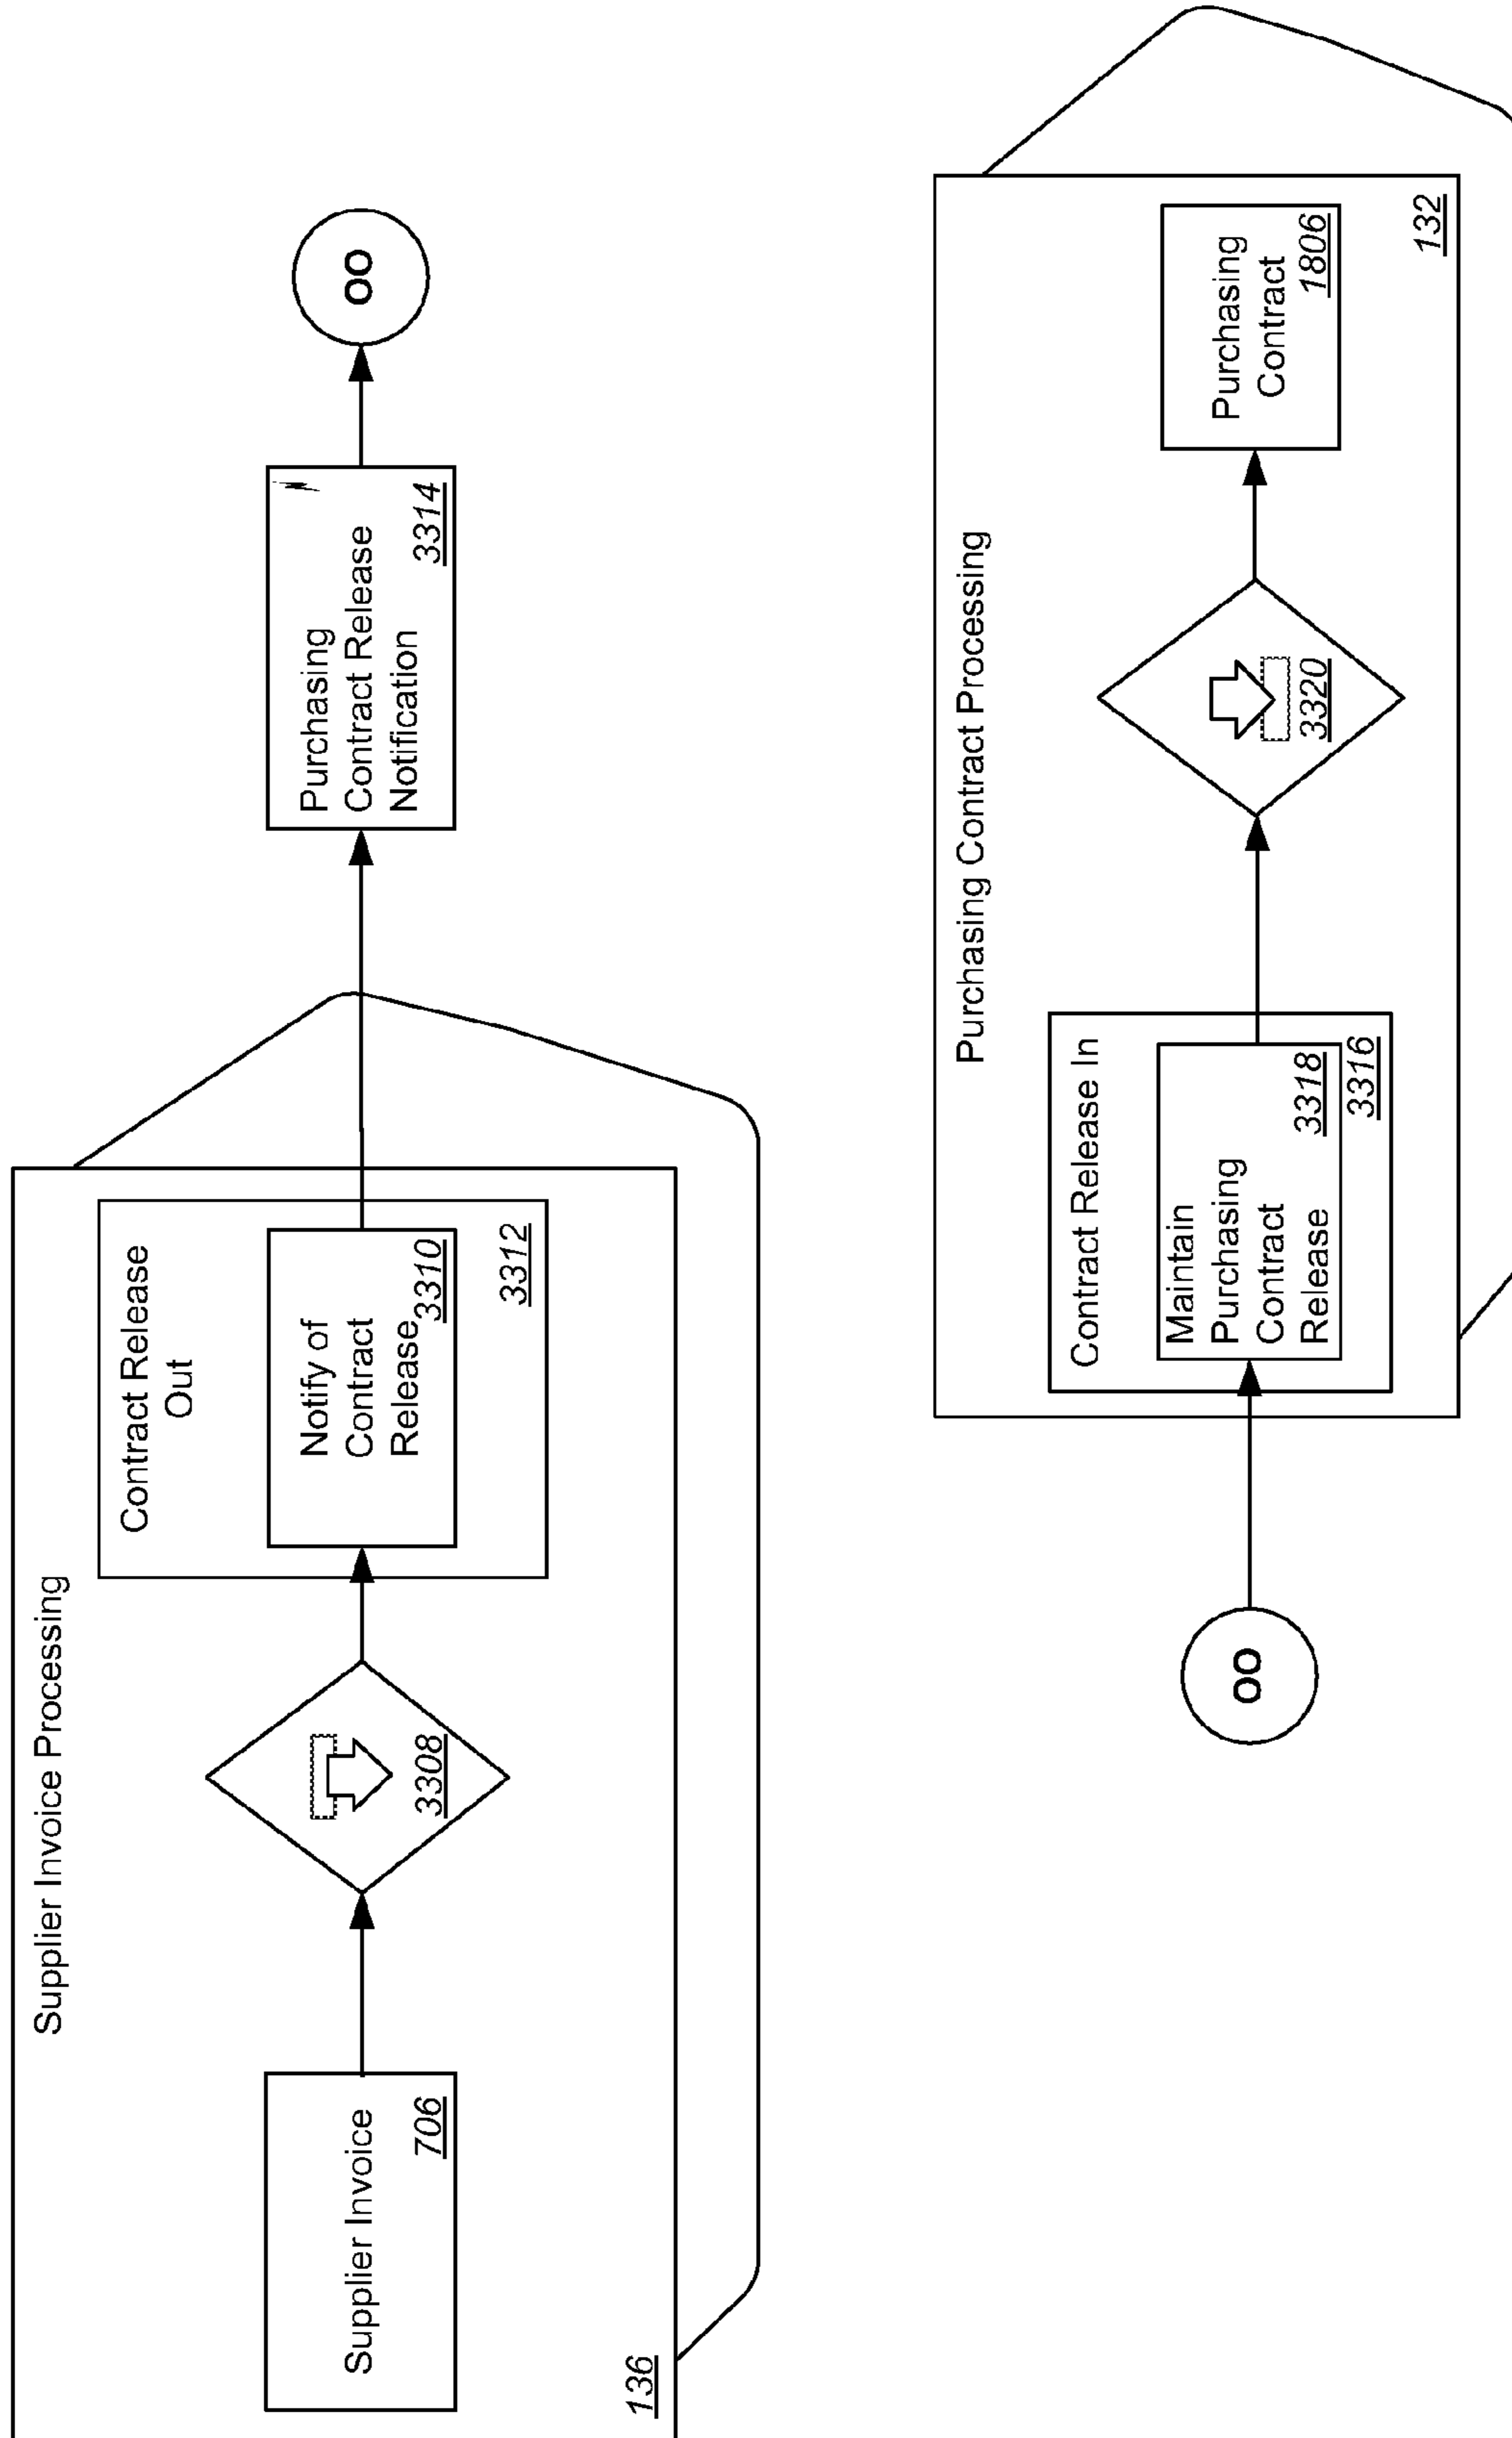 Supplier Invoice Processing
Supplier Invoice
706
3308
Contract Release
Out
Notify of
Contract
Release
3310
3312
136
Purchasing
Contract Release
Notification
3314
OO
OO
Purchasing Contract Processing
Contract Release In
Maintain
Purchasing
Contract
Release
3318
3316
3320
Purchasing
Contract
1806
132